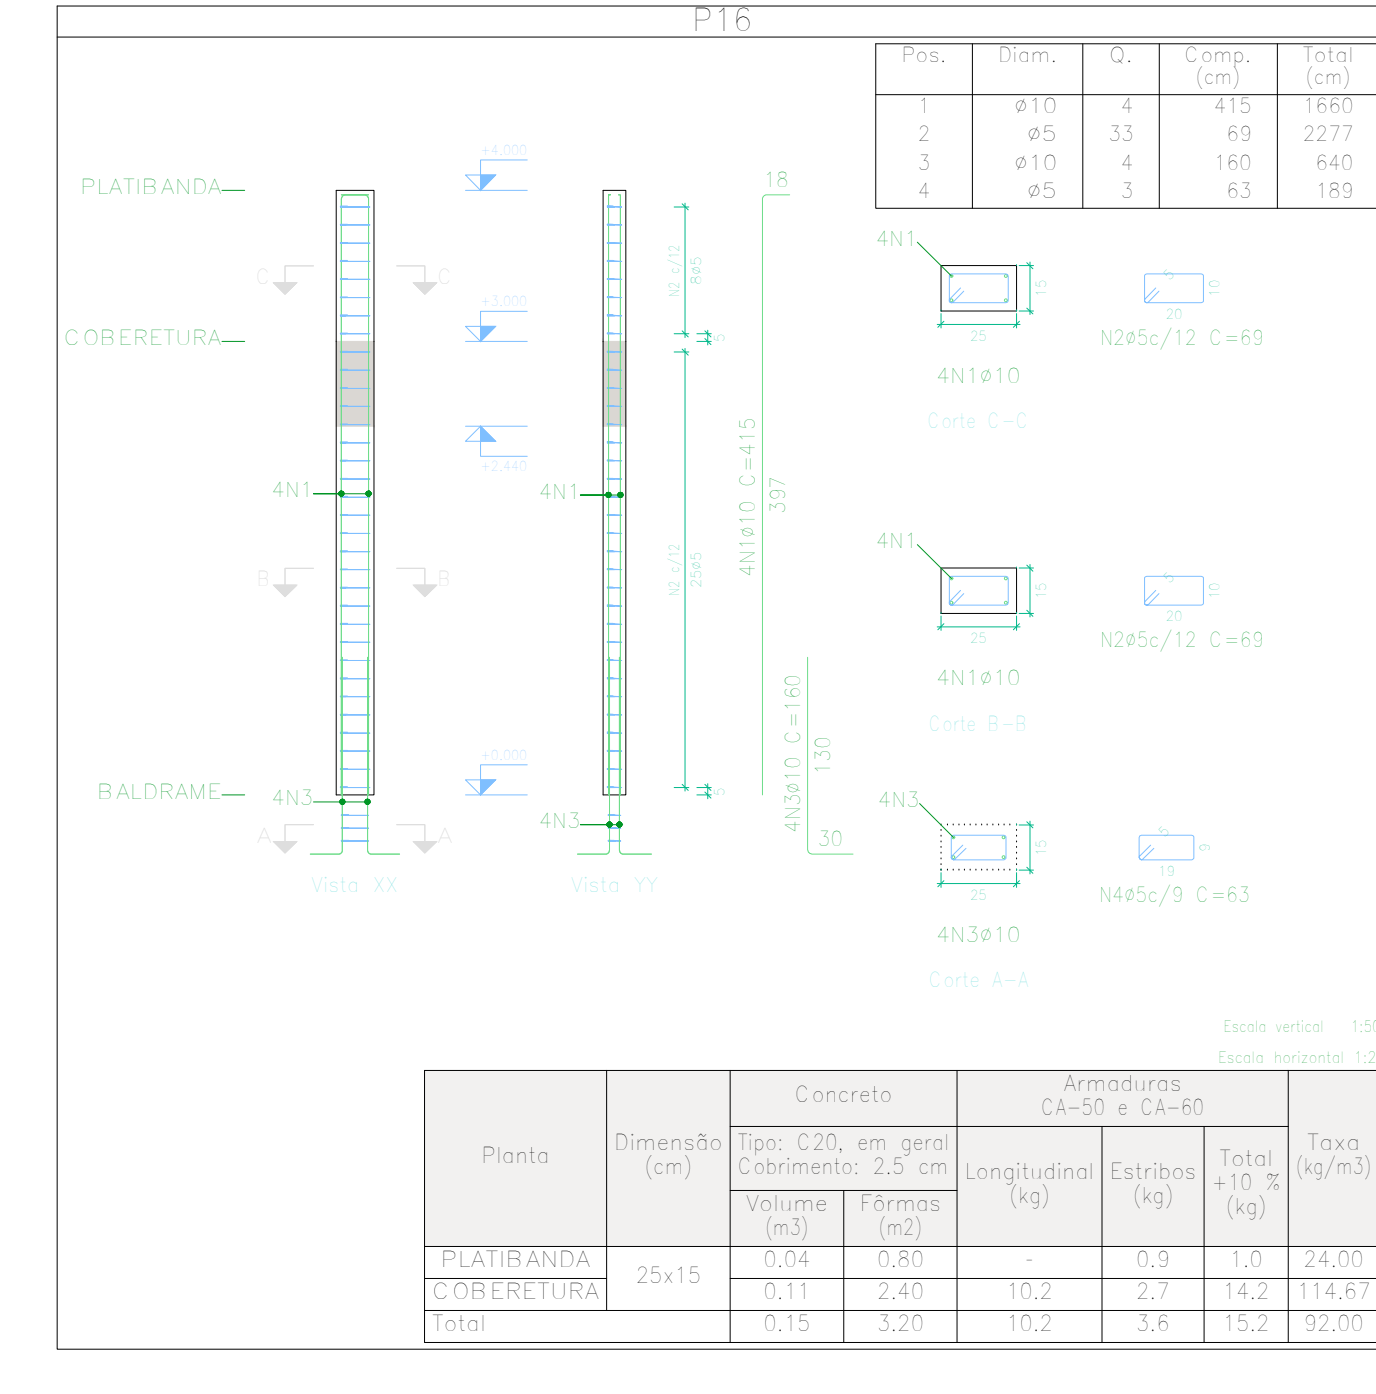 P16
Pos. Diam. Q. Comp. (cm) Total (cm)
1 ø10 4 415 1660
2 ø5 33 69 2277
3 ø10 4 160 640
4 ø5 3 63 189
PLATIBANDA
+4.000
18
C C
N2 c/12
8ø5
+3.000
COBERETURA
5
+2.440
4N1
4N1
4N1ø10 C=415
397
B B
N2 c/12
25ø5
+0.000
BALDRAME
5
4N3
4N3
A A
4N3ø10 C=160
130
30
Vista XX
Vista YY
4N1
15
25
4N1ø10
Corte C-C
5
10
20
N2ø5c/12 C=69
4N1
15
25
4N1ø10
Corte B-B
5
10
20
N2ø5c/12 C=69
4N3
15
25
4N3ø10
Corte A-A
5
9
19
N4ø5c/9 C=63
Escala vertical 1:50
Escala horizontal 1:2
Planta
Dimensão
(cm)
Concreto
Tipo: C20, em geral
Cobrimento: 2.5 cm
Volume
(m3)
Fôrmas
(m2)
Armaduras
CA-50 e CA-60
Longitudinal
(kg)
Estribos
(kg)
Total
+10 %
(kg)
Taxa
(kg/m3)
PLATIBANDA 25x15 0.04 0.80 - 0.9 1.0 24.00
COBERETURA 0.11 2.40 10.2 2.7 14.2 114.67
Total 0.15 3.20 10.2 3.6 15.2 92.00